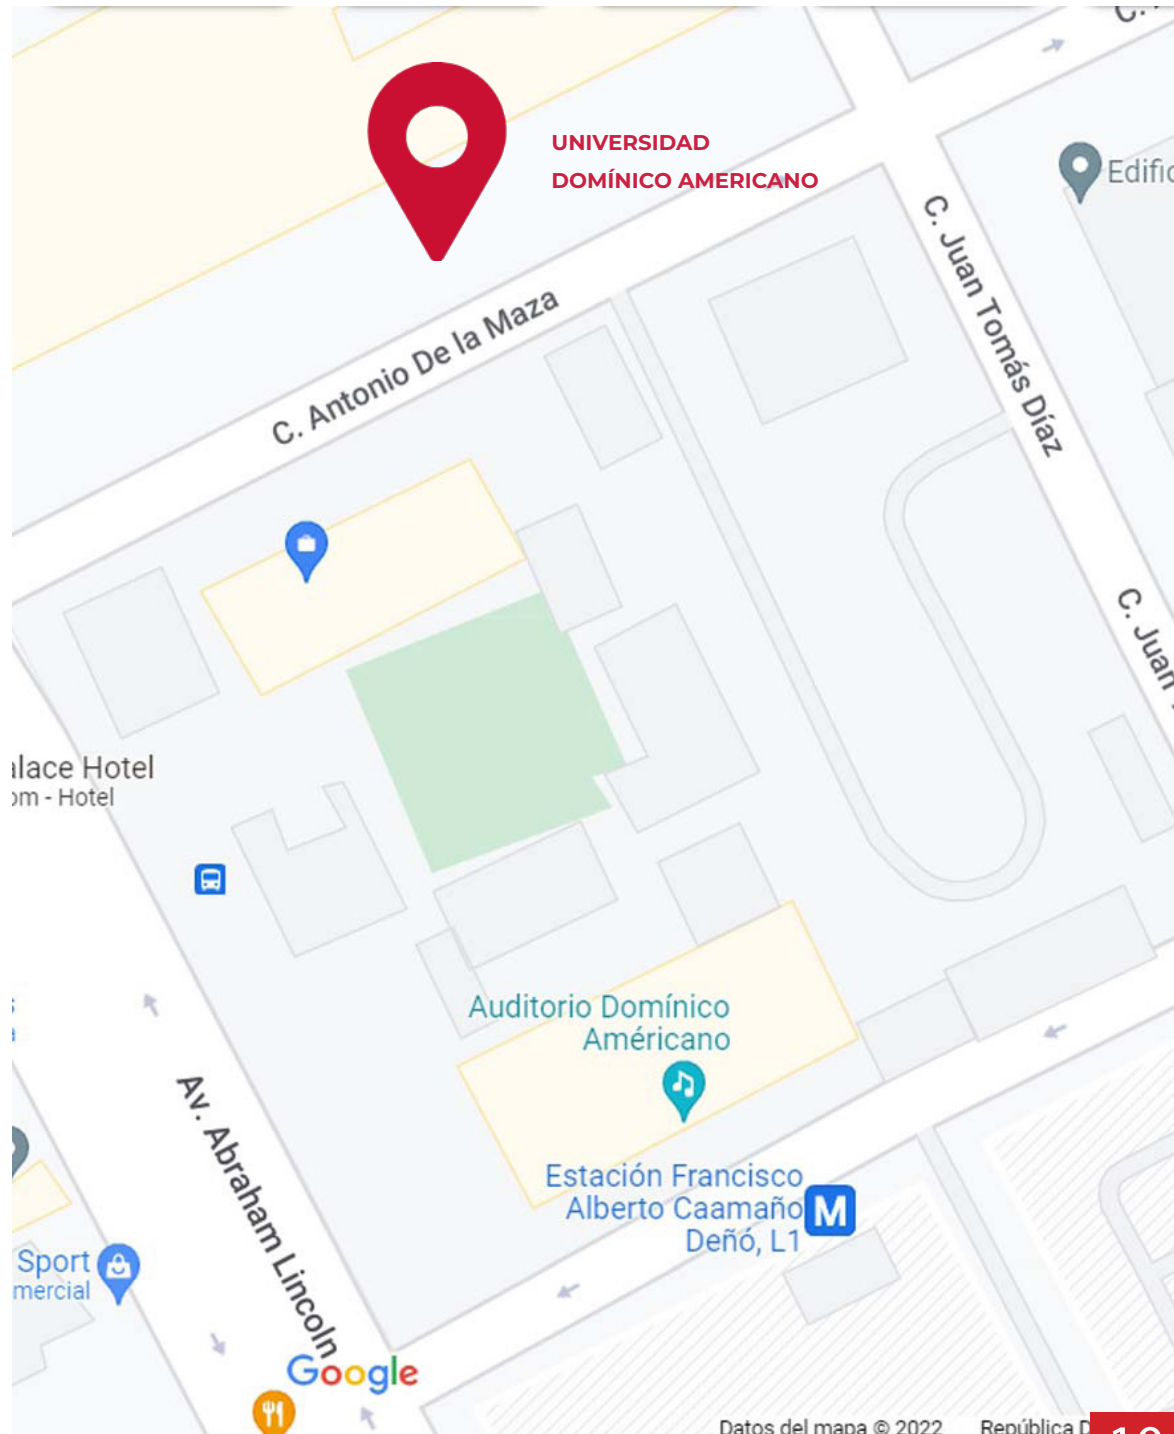 UNIVERSIDAD
DOMÍNICO AMERICANO
Edific
C. Juan Tomás Díaz
C. Antonio De la Maza
C. Juan
alace Hotel
om - Hotel
Auditorio Domínico
Américano
Av. Abraham Lincoln
Estación Francisco
Alberto Caamaño
Deñó, L1
M
Sport
mercial
Google
Datos del mapa © 2022 República D